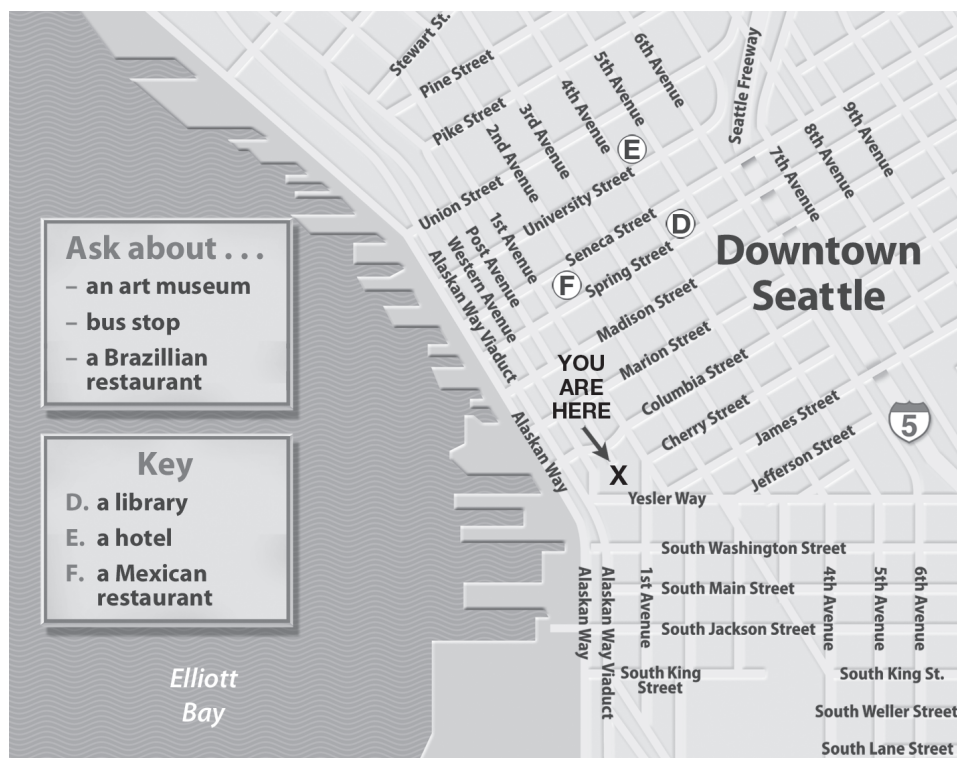 Stewart St.
Pine Street
Pike Street
Union Street
2nd Avenue
3rd Avenue
4th Avenue
5th Avenue
6th Avenue
Seattle Freeway
7th Avenue
8th Avenue
9th Avenue
E
University Street
Seneca Street
D
Spring Street
F
1st Avenue
Post Avenue
Western Avenue
Alaskan Way Viaduct
Madison Street
Marion Street
Columbia Street
Cherry Street
James Street
Jefferson Street
Downtown
Seattle
5
YOU
ARE
HERE
X
Alaskan Way
Yesler Way
South Washington Street
South Main Street
South Jackson Street
South King
Street
Alaskan Way
Alaskan Way Viaduct
1st Avenue
4th Avenue
5th Avenue
6th Avenue
South King St.
South Weller Street
South Lane Street
Ask about . . .
– an art museum
– bus stop
– a Brazillian
restaurant
Key
D. a library
E. a hotel
F. a Mexican
restaurant
Elliott
Bay